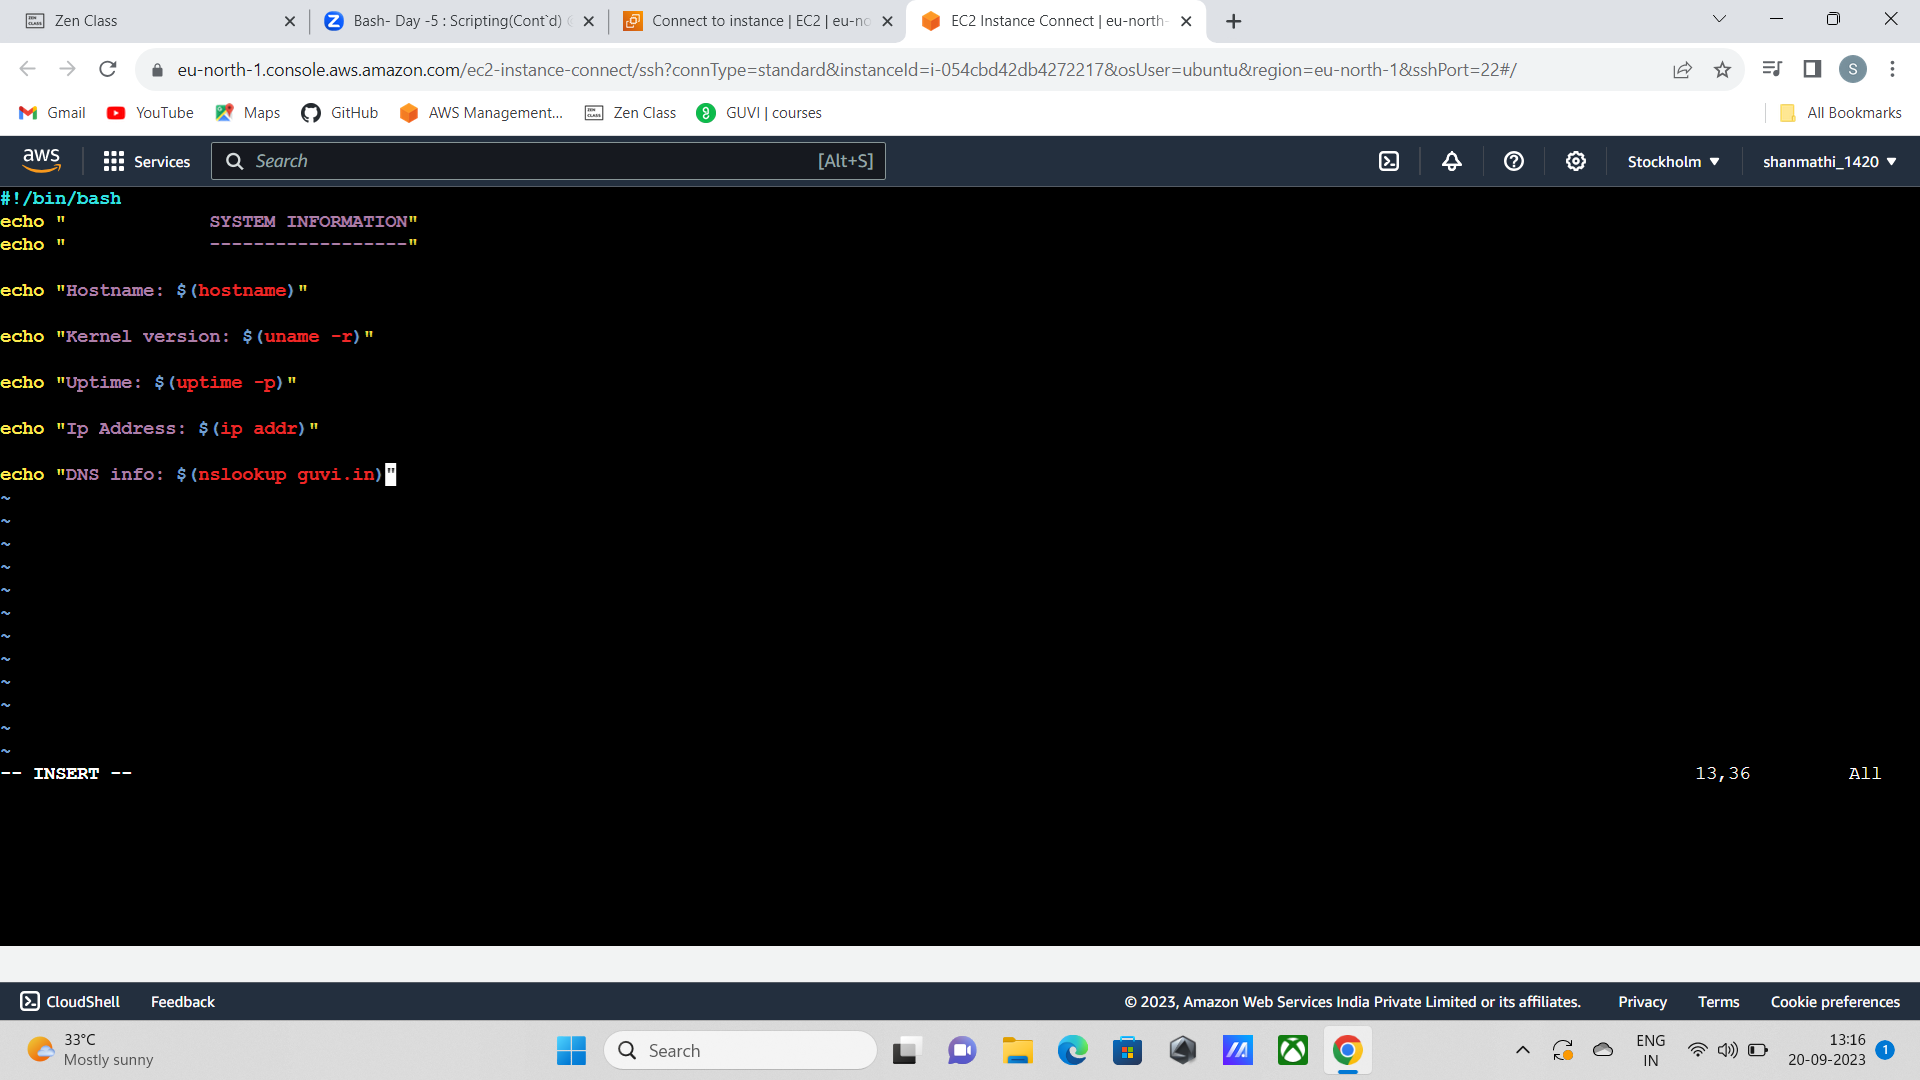 Zen Class
Bash- Day -5 : Scripting(Cont`d)
Connect to instance | EC2 | eu-no
EC2 Instance Connect | eu-north-
eu-north-1.console.aws.amazon.com/ec2-instance-connect/ssh?connType=standard&instanceId=i-054cbd42db4272217&osUser=ubuntu&region=eu-north-1&sshPort=22#/
S
Gmail
YouTube
Maps
GitHub
AWS Management...
Zen Class
GUVI | courses
All Bookmarks
aws
Services
Search
[Alt+S]
Stockholm
shanmathi_1420
#!/bin/bash
echo "             SYSTEM INFORMATION"
echo "             ------------------"
echo "Hostname: $(hostname)"
echo "Kernel version: $(uname -r)"
echo "Uptime: $(uptime -p)"
echo "Ip Address: $(ip addr)"
echo "DNS info: $(nslookup guvi.in)"
~
~
~
~
~
~
~
~
~
~
~
~
-- INSERT --
13,36
All
CloudShell
Feedback
© 2023, Amazon Web Services India Private Limited or its affiliates.
Privacy
Terms
Cookie preferences
33°C
Mostly sunny
Search
ENG
IN
13:16
20-09-2023
1